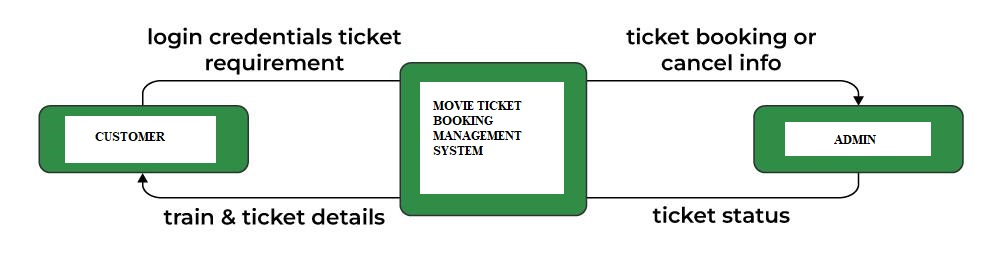 login credentials ticket
requirement
ticket booking or
cancel info
CUSTOMER
MOVIE TICKET
BOOKING
MANAGEMENT
SYSTEM
ADMIN
train & ticket details
ticket status